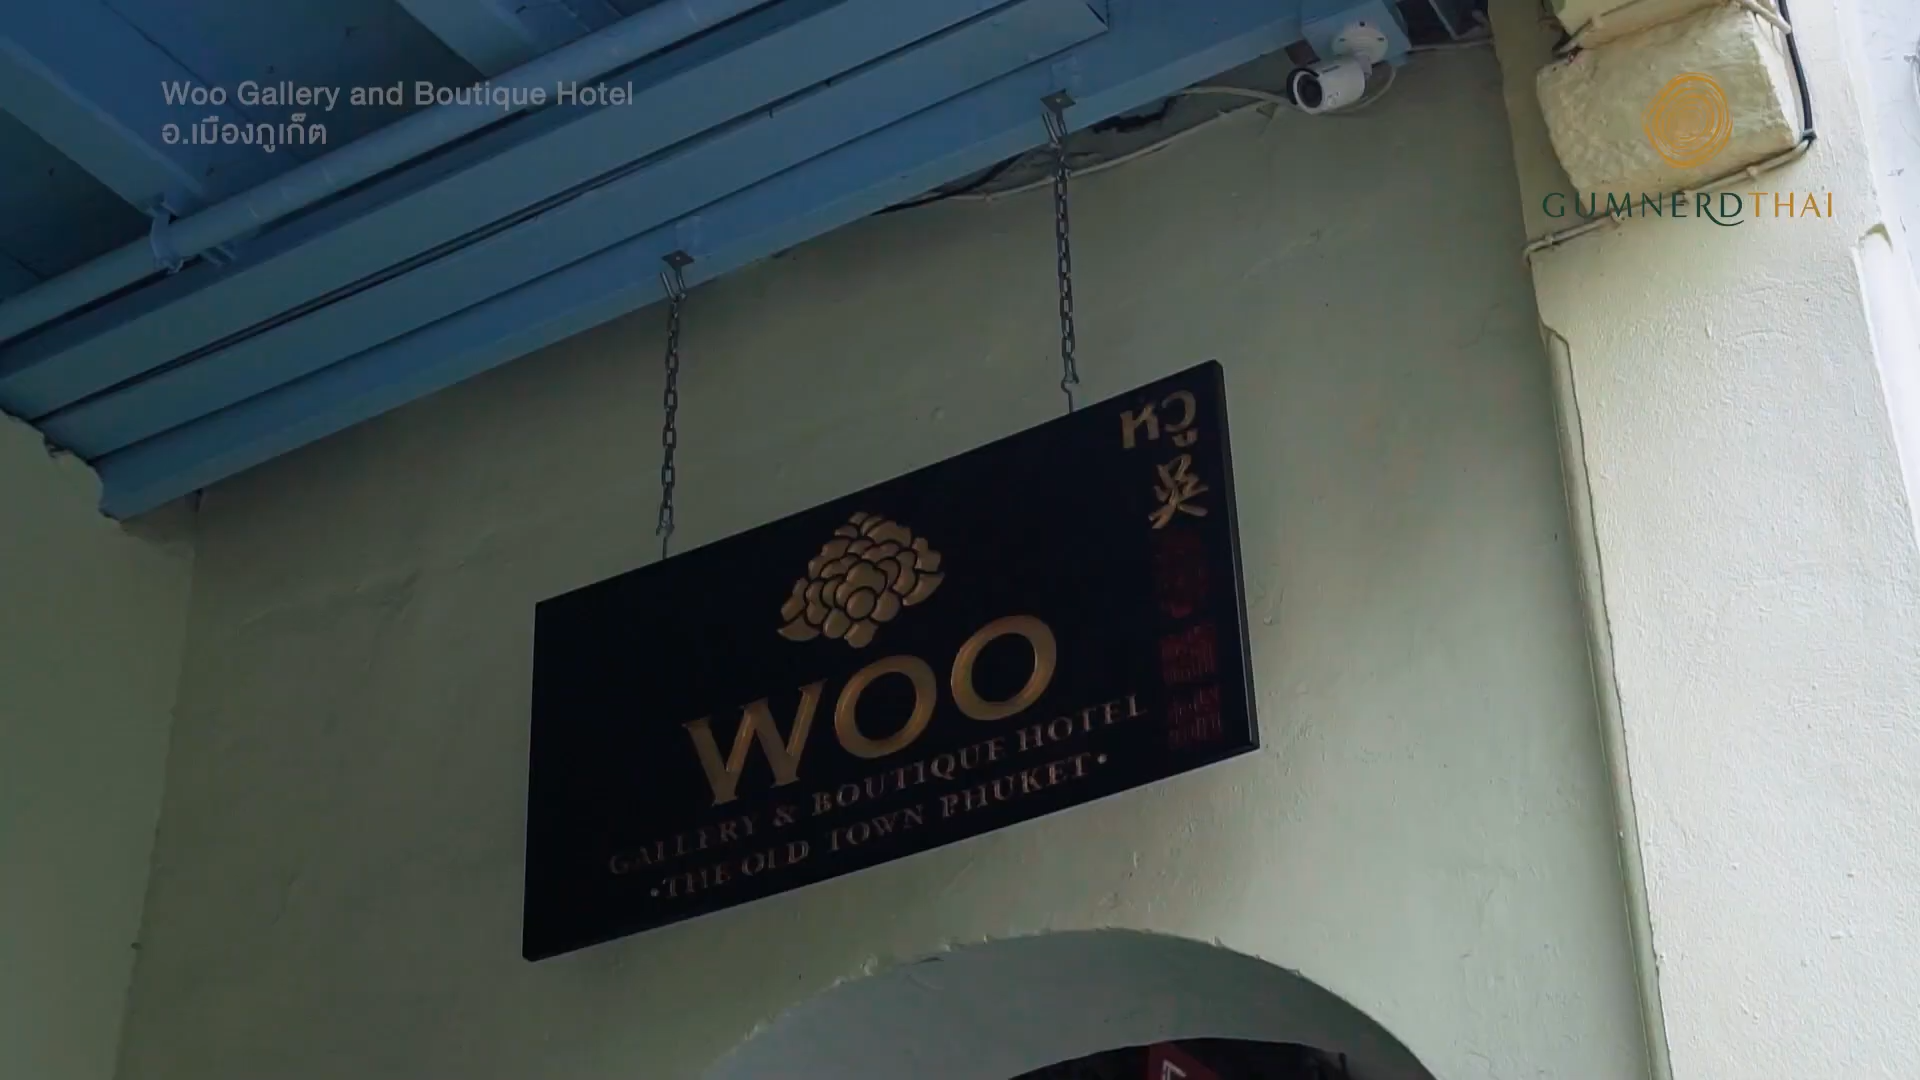 Woo Gallery and Boutique Hotel
อ.เมืองภูเก็ต
GUMNERDTHAI
หวู
吳
WOO
GALLERY & BOUTIQUE HOTEL
•THE OLD TOWN PHUKET•